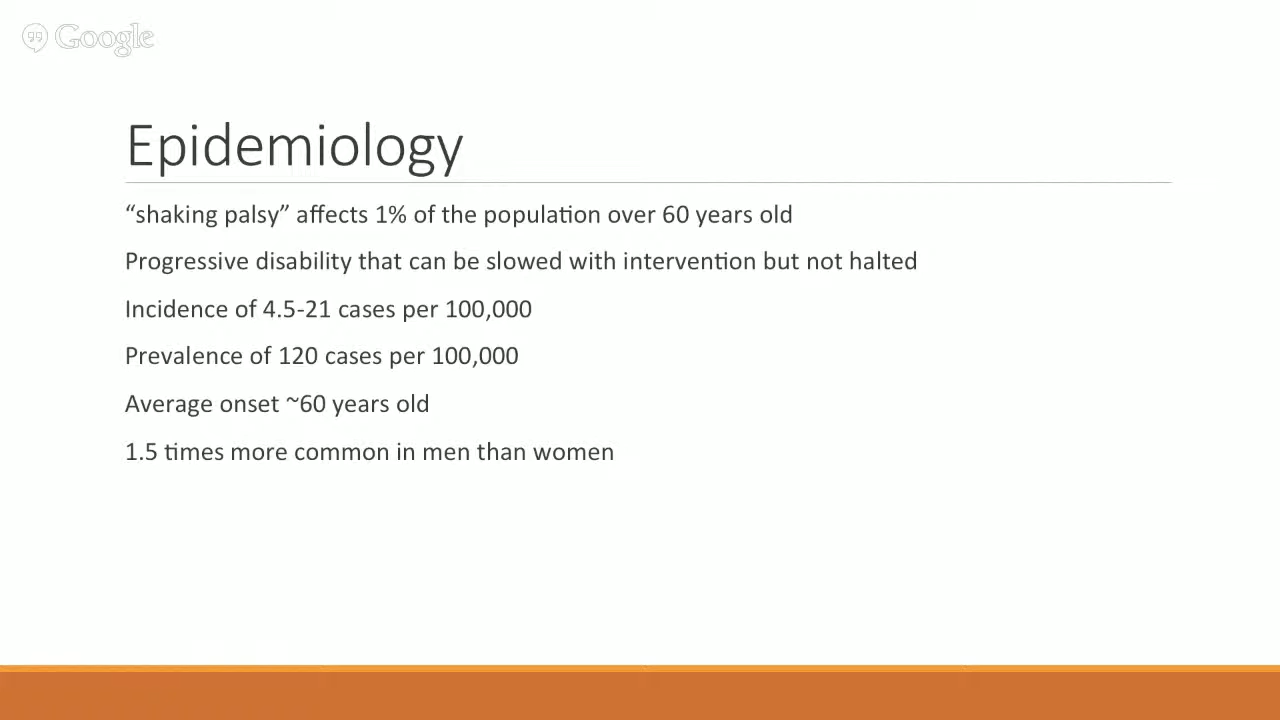 Google
Epidemiology
“shaking palsy” affects 1% of the population over 60 years old
Progressive disability that can be slowed with intervention but not halted
Incidence of 4.5-21 cases per 100,000
Prevalence of 120 cases per 100,000
Average onset ~60 years old
1.5 times more common in men than women